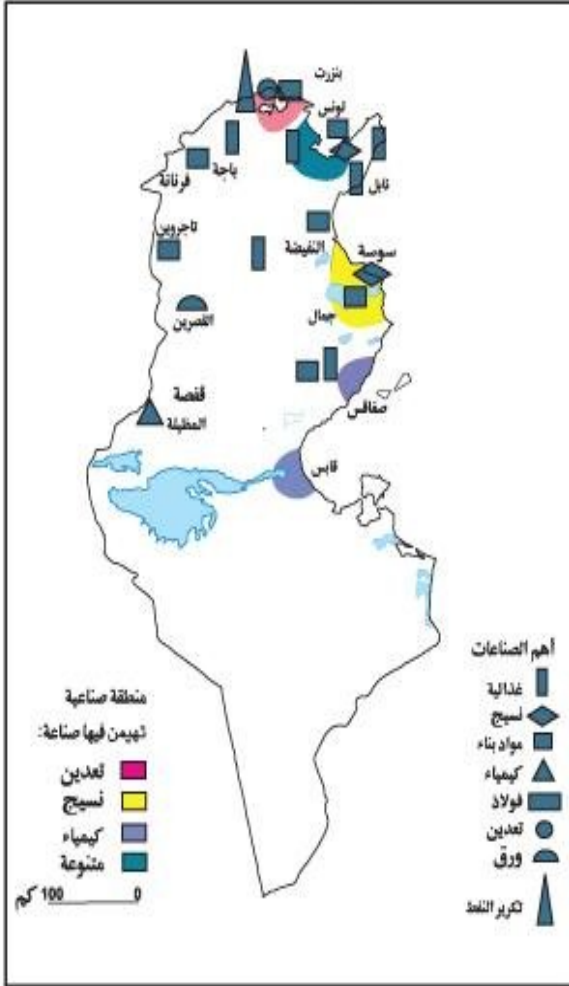 بنزرت
تونس
باجة
فرنانة
نابل
تاجروين
النفيضة
سوسة
جمال
القصرين
قفصة
المظيلة
صفاقس
قابس
أهم الصناعات
غذائية
نسيج
مواد بناء
كيمياء
فولاذ
تعدين
ورق
تكرير النفط
منطقة صناعية
تهيمن فيها صناعة:
تعدين
نسيج
كيمياء
متنوعة
0 100 كم